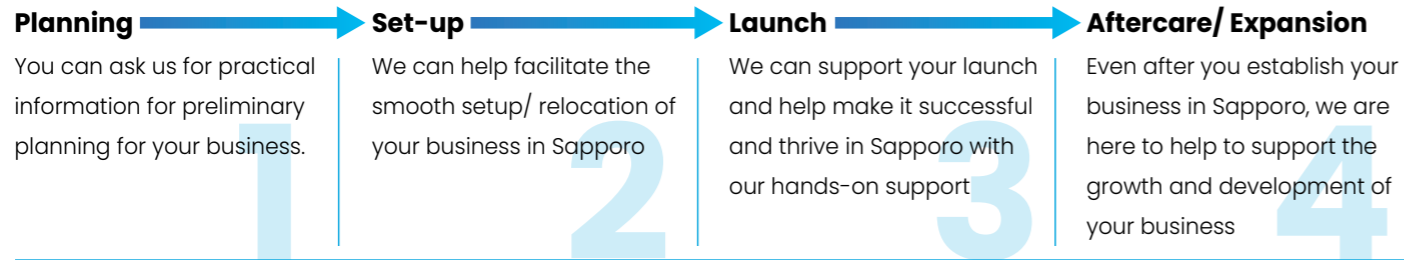 Planning
You can ask us for practical
information for preliminary
planning for your business.
1
Set-up
We can help facilitate the
smooth setup/ relocation of
your business in Sapporo
2
Launch
We can support your launch
and help make it successful
and thrive in Sapporo with
our hands-on support
3
Aftercare/ Expansion
Even after you establish your
business in Sapporo, we are
here to help to support the
growth and development of
your business
4